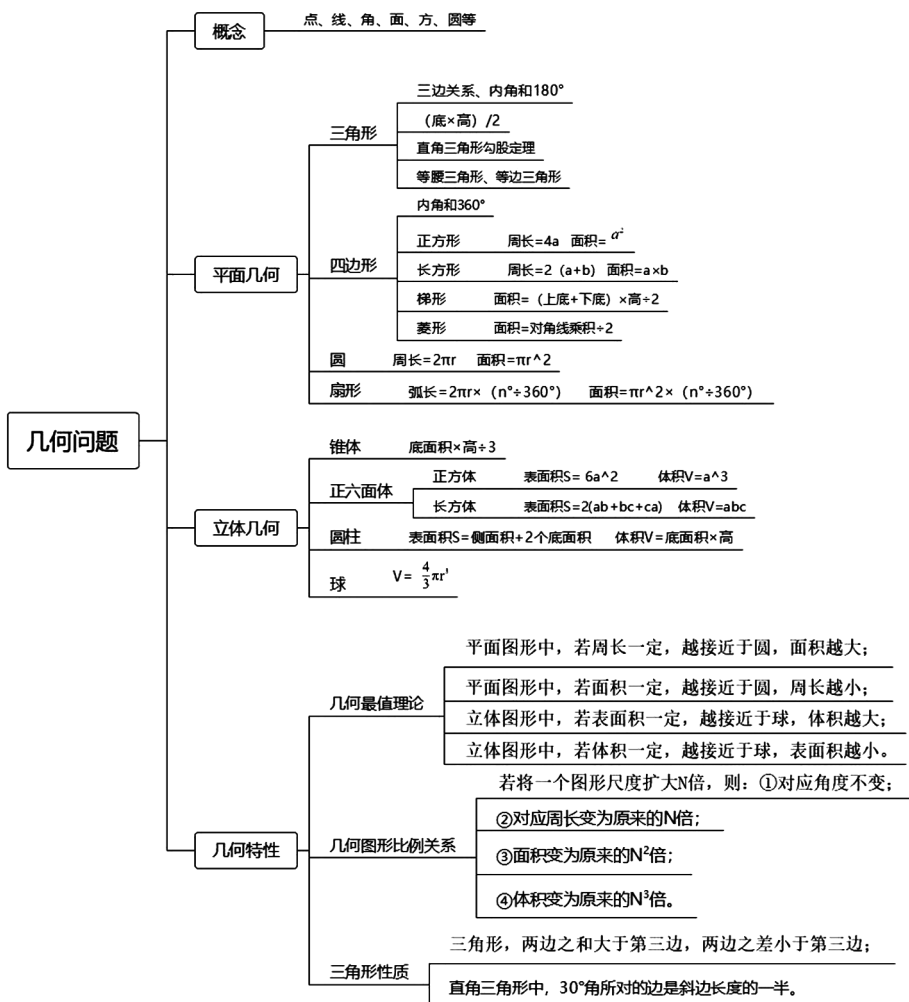 几何问题
概念
点、线、角、面、方、圆等
平面几何
三角形
三边关系、内角和180°
（底×高）/2
直角三角形勾股定理
等腰三角形、等边三角形
四边形
内角和360°
正方形 周长=4a 面积= a²
长方形 周长=2（a+b） 面积=a×b
梯形 面积=（上底+下底）×高÷2
菱形 面积=对角线乘积÷2
圆 周长=2πr 面积=πr^2
扇形 弧长=2πr×（n°÷360°） 面积=πr^2×（n°÷360°）
立体几何
锥体 底面积×高÷3
正六面体
正方体 表面积S= 6a^2 体积V=a^3
长方体 表面积S=2(ab+bc+ca) 体积V=abc
圆柱 表面积S=侧面积+2个底面积 体积V=底面积×高
球 V= 4/3 πr³
几何特性
几何最值理论
平面图形中，若周长一定，越接近于圆，面积越大；
平面图形中，若面积一定，越接近于圆，周长越小；
立体图形中，若表面积一定，越接近于球，体积越大；
立体图形中，若体积一定，越接近于球，表面积越小。
几何图形比例关系
若将一个图形尺度扩大N倍，则：①对应角度不变；
②对应周长变为原来的N倍；
③面积变为原来的N²倍；
④体积变为原来的N³倍。
三角形性质
三角形，两边之和大于第三边，两边之差小于第三边；
直角三角形中，30°角所对的边是斜边长度的一半。